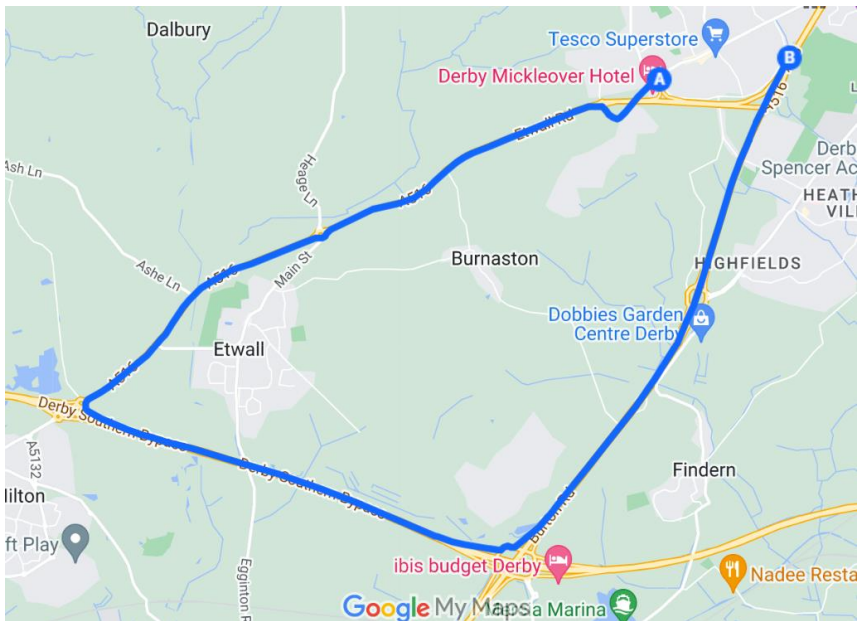 Dalbury
Tesco Superstore
B
Derby Mickleover Hotel
A
Etwall Rd
A516
Derby
Spencer Ac
HEATH
VILL
Ash Ln
Heage Ln
A516
Burnaston
HIGHFIELDS
Ashe Ln
Main St
A516
Dobbies Garden
Centre Derby
Etwall
A516
Derby Southern Bypass
A5132
Derby Southern Bypass
Findern
Hilton
Burton Rd
ft Play
ibis budget Derby
Egginton R
Nadee Resta
Google My Maps
Marina